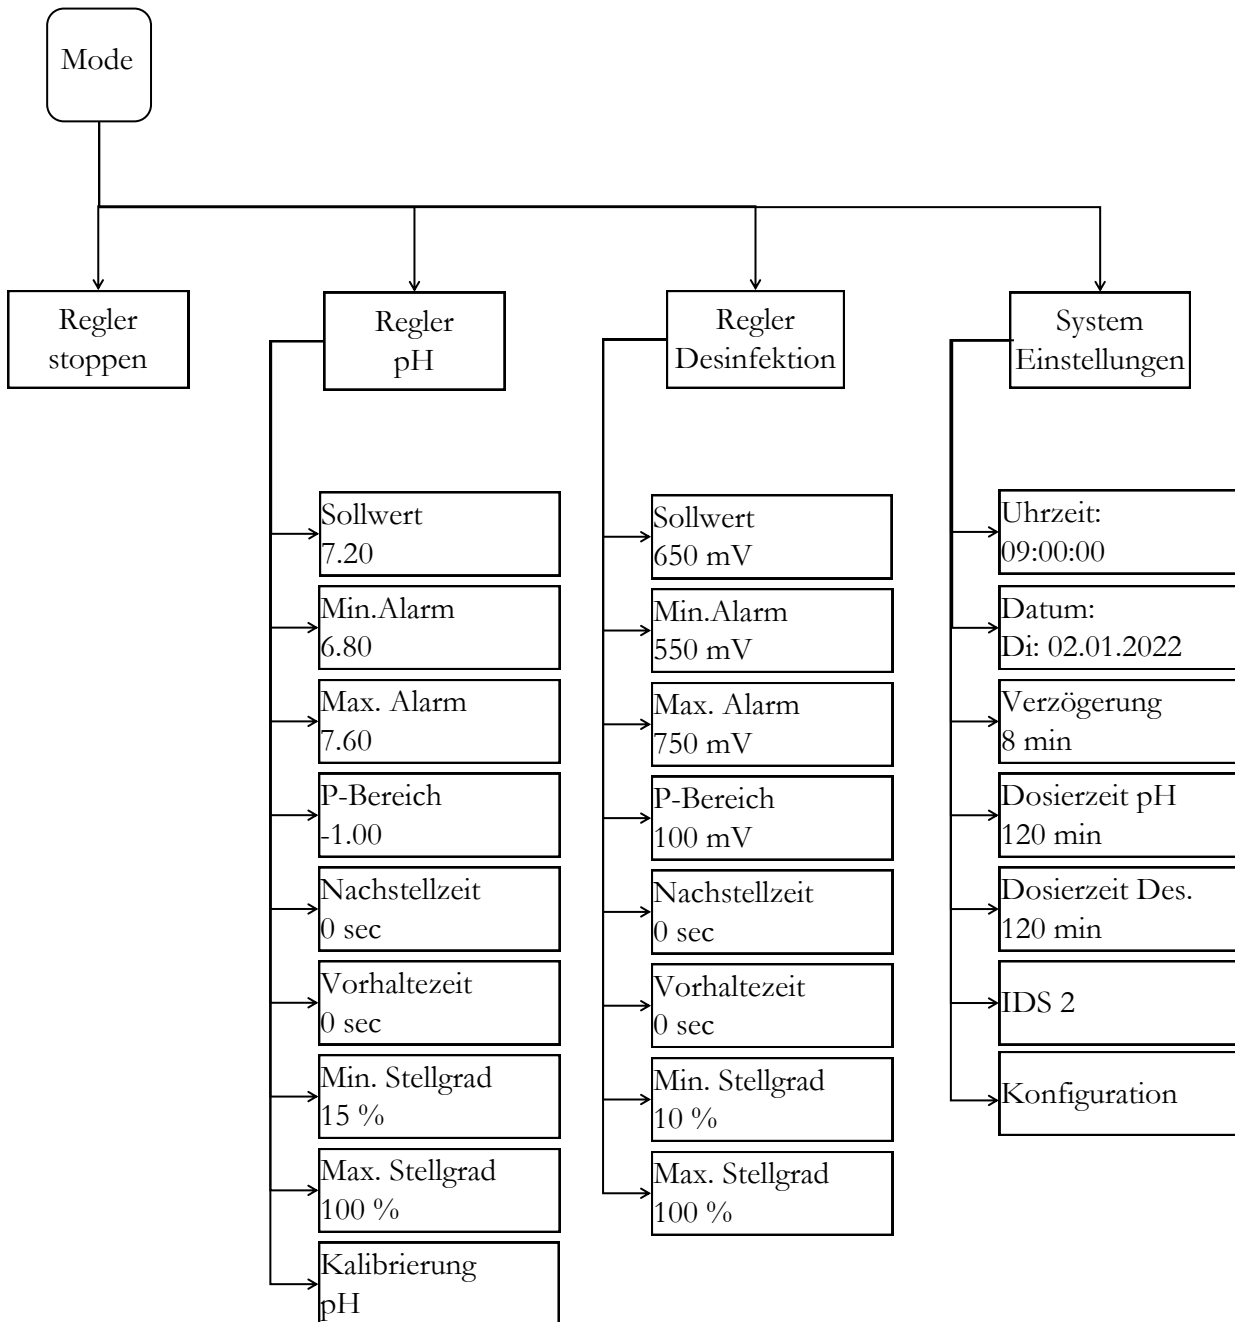 Mode
Regler
stoppen
Regler
pH
Regler
Desinfektion
System
Einstellungen
Sollwert
7.20
Min.Alarm
6.80
Max. Alarm
7.60
P-Bereich
-1.00
Nachstellzeit
0 sec
Vorhaltezeit
0 sec
Min. Stellgrad
15 %
Max. Stellgrad
100 %
Kalibrierung
pH
Sollwert
650 mV
Min.Alarm
550 mV
Max. Alarm
750 mV
P-Bereich
100 mV
Nachstellzeit
0 sec
Vorhaltezeit
0 sec
Min. Stellgrad
10 %
Max. Stellgrad
100 %
Uhrzeit:
09:00:00
Datum:
Di: 02.01.2022
Verzögerung
8 min
Dosierzeit pH
120 min
Dosierzeit Des.
120 min
IDS 2
Konfiguration